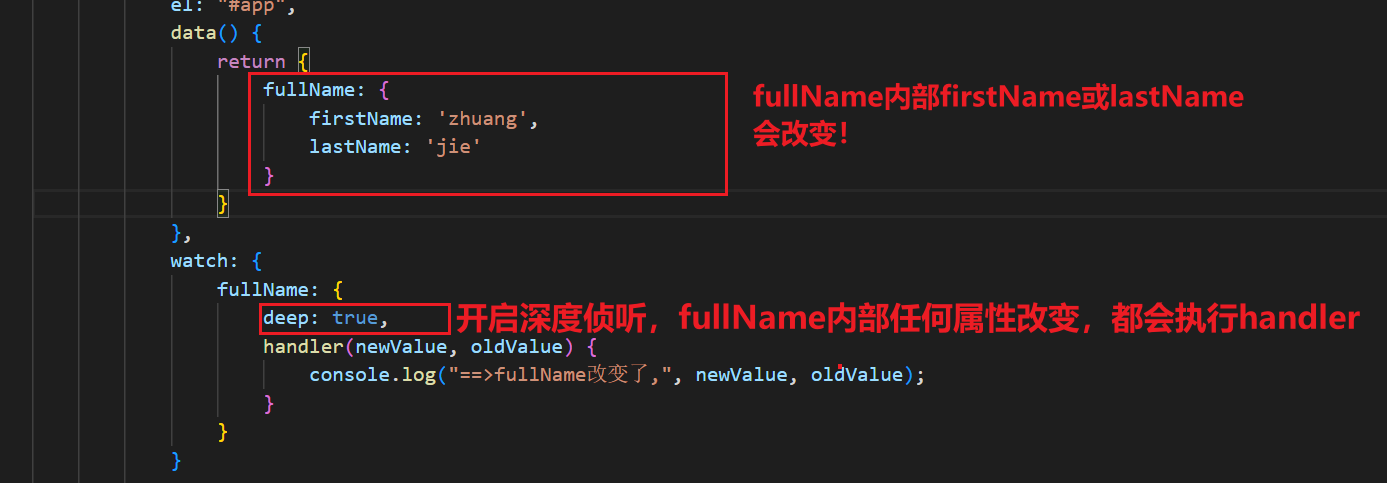 el: "#app",
data() {
return {
fullName: {
fullName内部firstName或lastName
会改变！
firstName: 'zhuang',
lastName: 'jie'
}
}
},
watch: {
fullName: {
deep: true, 开启深度侦听，fullName内部任何属性改变，都会执行handler
handler(newValue, oldValue) {
console.log("==>fullName改变了,", newValue, oldValue);
}
}
}